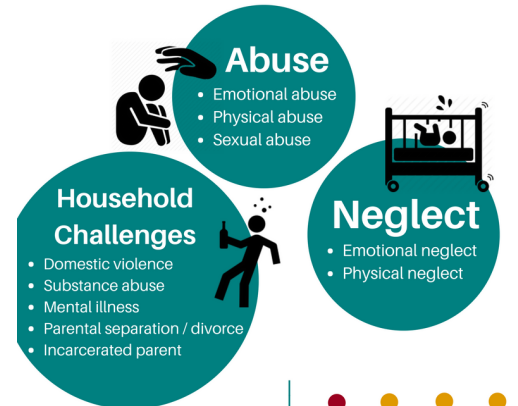 Abuse
• Emotional abuse
• Physical abuse
• Sexual abuse
Household
Challenges
• Domestic violence
• Substance abuse
• Mental illness
• Parental separation / divorce
• Incarcerated parent
Neglect
• Emotional neglect
• Physical neglect